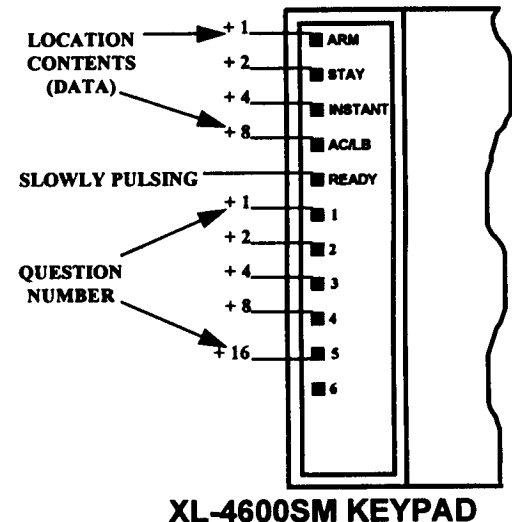 LOCATION
CONTENTS
(DATA)
+ 1
ARM
+ 2
STAY
+ 4
INSTANT
+ 8
AC/LB
SLOWLY PULSING
READY
+ 1
1
+ 2
2
QUESTION
NUMBER
+ 4
3
+ 8
4
+ 16
5
6
XL-4600SM KEYPAD